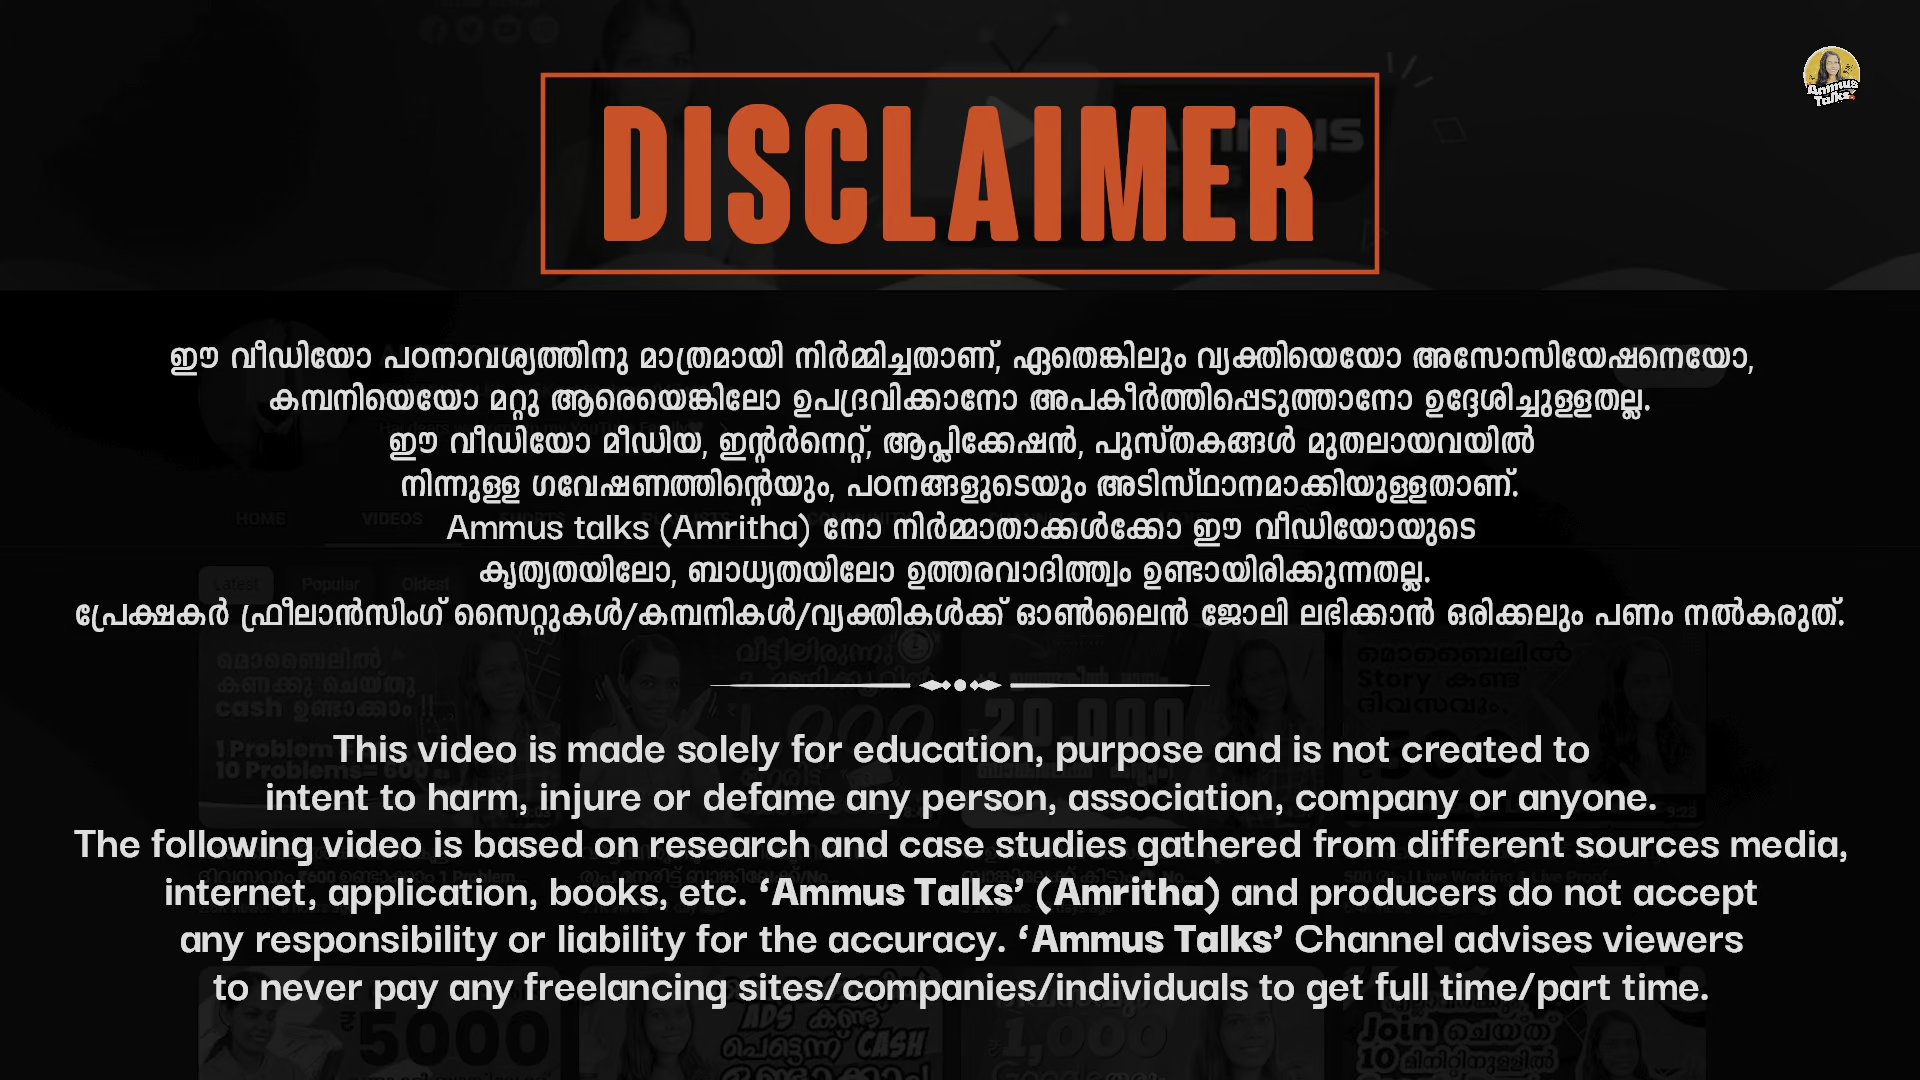 Ammus
Talks
DISCLAIMER
ഈ വീഡിയോ പഠനാവശ്യത്തിനു മാത്രമായി നിർമ്മിച്ചതാണ്, ഏതെങ്കിലും വ്യക്തിയെയോ അസോസിയേഷനെയോ,
കമ്പനിയെയോ മറ്റു ആരെയെങ്കിലോ ഉപദ്രവിക്കാനോ അപകീർത്തിപ്പെടുത്താനോ ഉദ്ദേശിച്ചുള്ളതല്ല.
ഈ വീഡിയോ മീഡിയ, ഇന്റർനെറ്റ്, ആപ്ലിക്കേഷൻ, പുസ്തകങ്ങൾ മുതലായവയിൽ
നിന്നുള്ള ഗവേഷണത്തിന്റെയും, പഠനങ്ങളുടെയും അടിസ്ഥാനമാക്കിയുള്ളതാണ്.
Ammus talks (Amritha) നോ നിർമ്മാതാക്കൾക്കോ ഈ വീഡിയോയുടെ
കൃത്യതയിലോ, ബാധ്യതയിലോ ഉത്തരവാദിത്ത്വം ഉണ്ടായിരിക്കുന്നതല്ല.
പ്രേക്ഷകർ ഫ്രീലാൻസിംഗ് സൈറ്റുകൾ/കമ്പനികൾ/വ്യക്തികൾക്ക് ഓൺലൈൻ ജോലി ലഭിക്കാൻ ഒരിക്കലും പണം നൽകരുത്.
This video is made solely for education, purpose and is not created to
intent to harm, injure or defame any person, association, company or anyone.
The following video is based on research and case studies gathered from different sources media,
internet, application, books, etc. ‘Ammus Talks’ (Amritha) and producers do not accept
any responsibility or liability for the accuracy. ‘Ammus Talks’ Channel advises viewers
to never pay any freelancing sites/companies/individuals to get full time/part time.